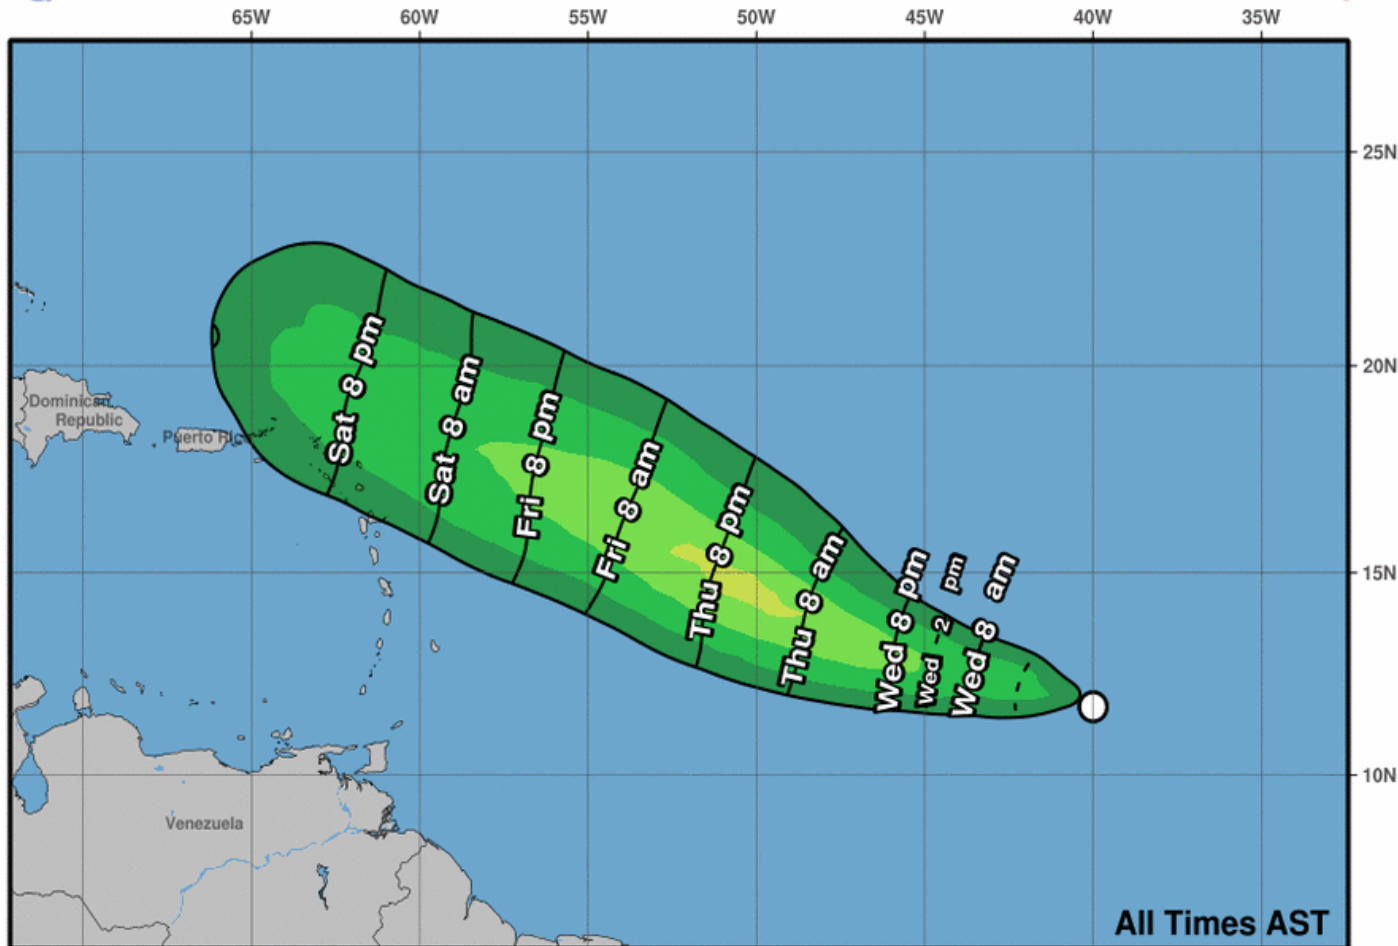 65W 60W 55W 50W 45W 40W 35W
25N
20N
15N
10N
Sat 8 pm
Sat 8 am
Fri 8 pm
Fri 8 am
Thu 8 pm
Thu 8 am
Wed 8 pm
Wed 2 pm
Wed 8 am
Dominican
Republic
Puerto Rico
Venezuela
All Times AST